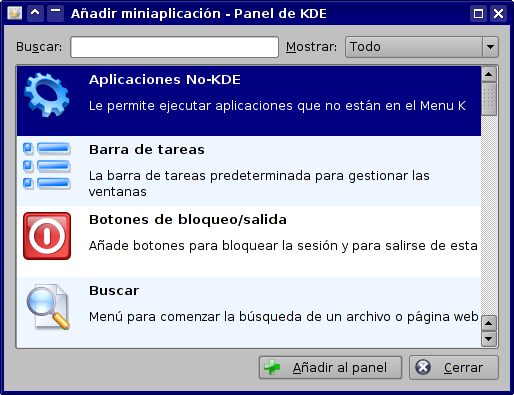 Añadir miniaplicación - Panel de KDE
Buscar: Mostrar: Todo
Aplicaciones No-KDE
Le permite ejecutar aplicaciones que no están en el Menu K
Barra de tareas
La barra de tareas predeterminada para gestionar las
ventanas
Botones de bloqueo/salida
Añade botones para bloquear la sesión y para salirse de esta
Buscar
Menú para comenzar la búsqueda de un archivo o página web
Añadir al panel Cerrar